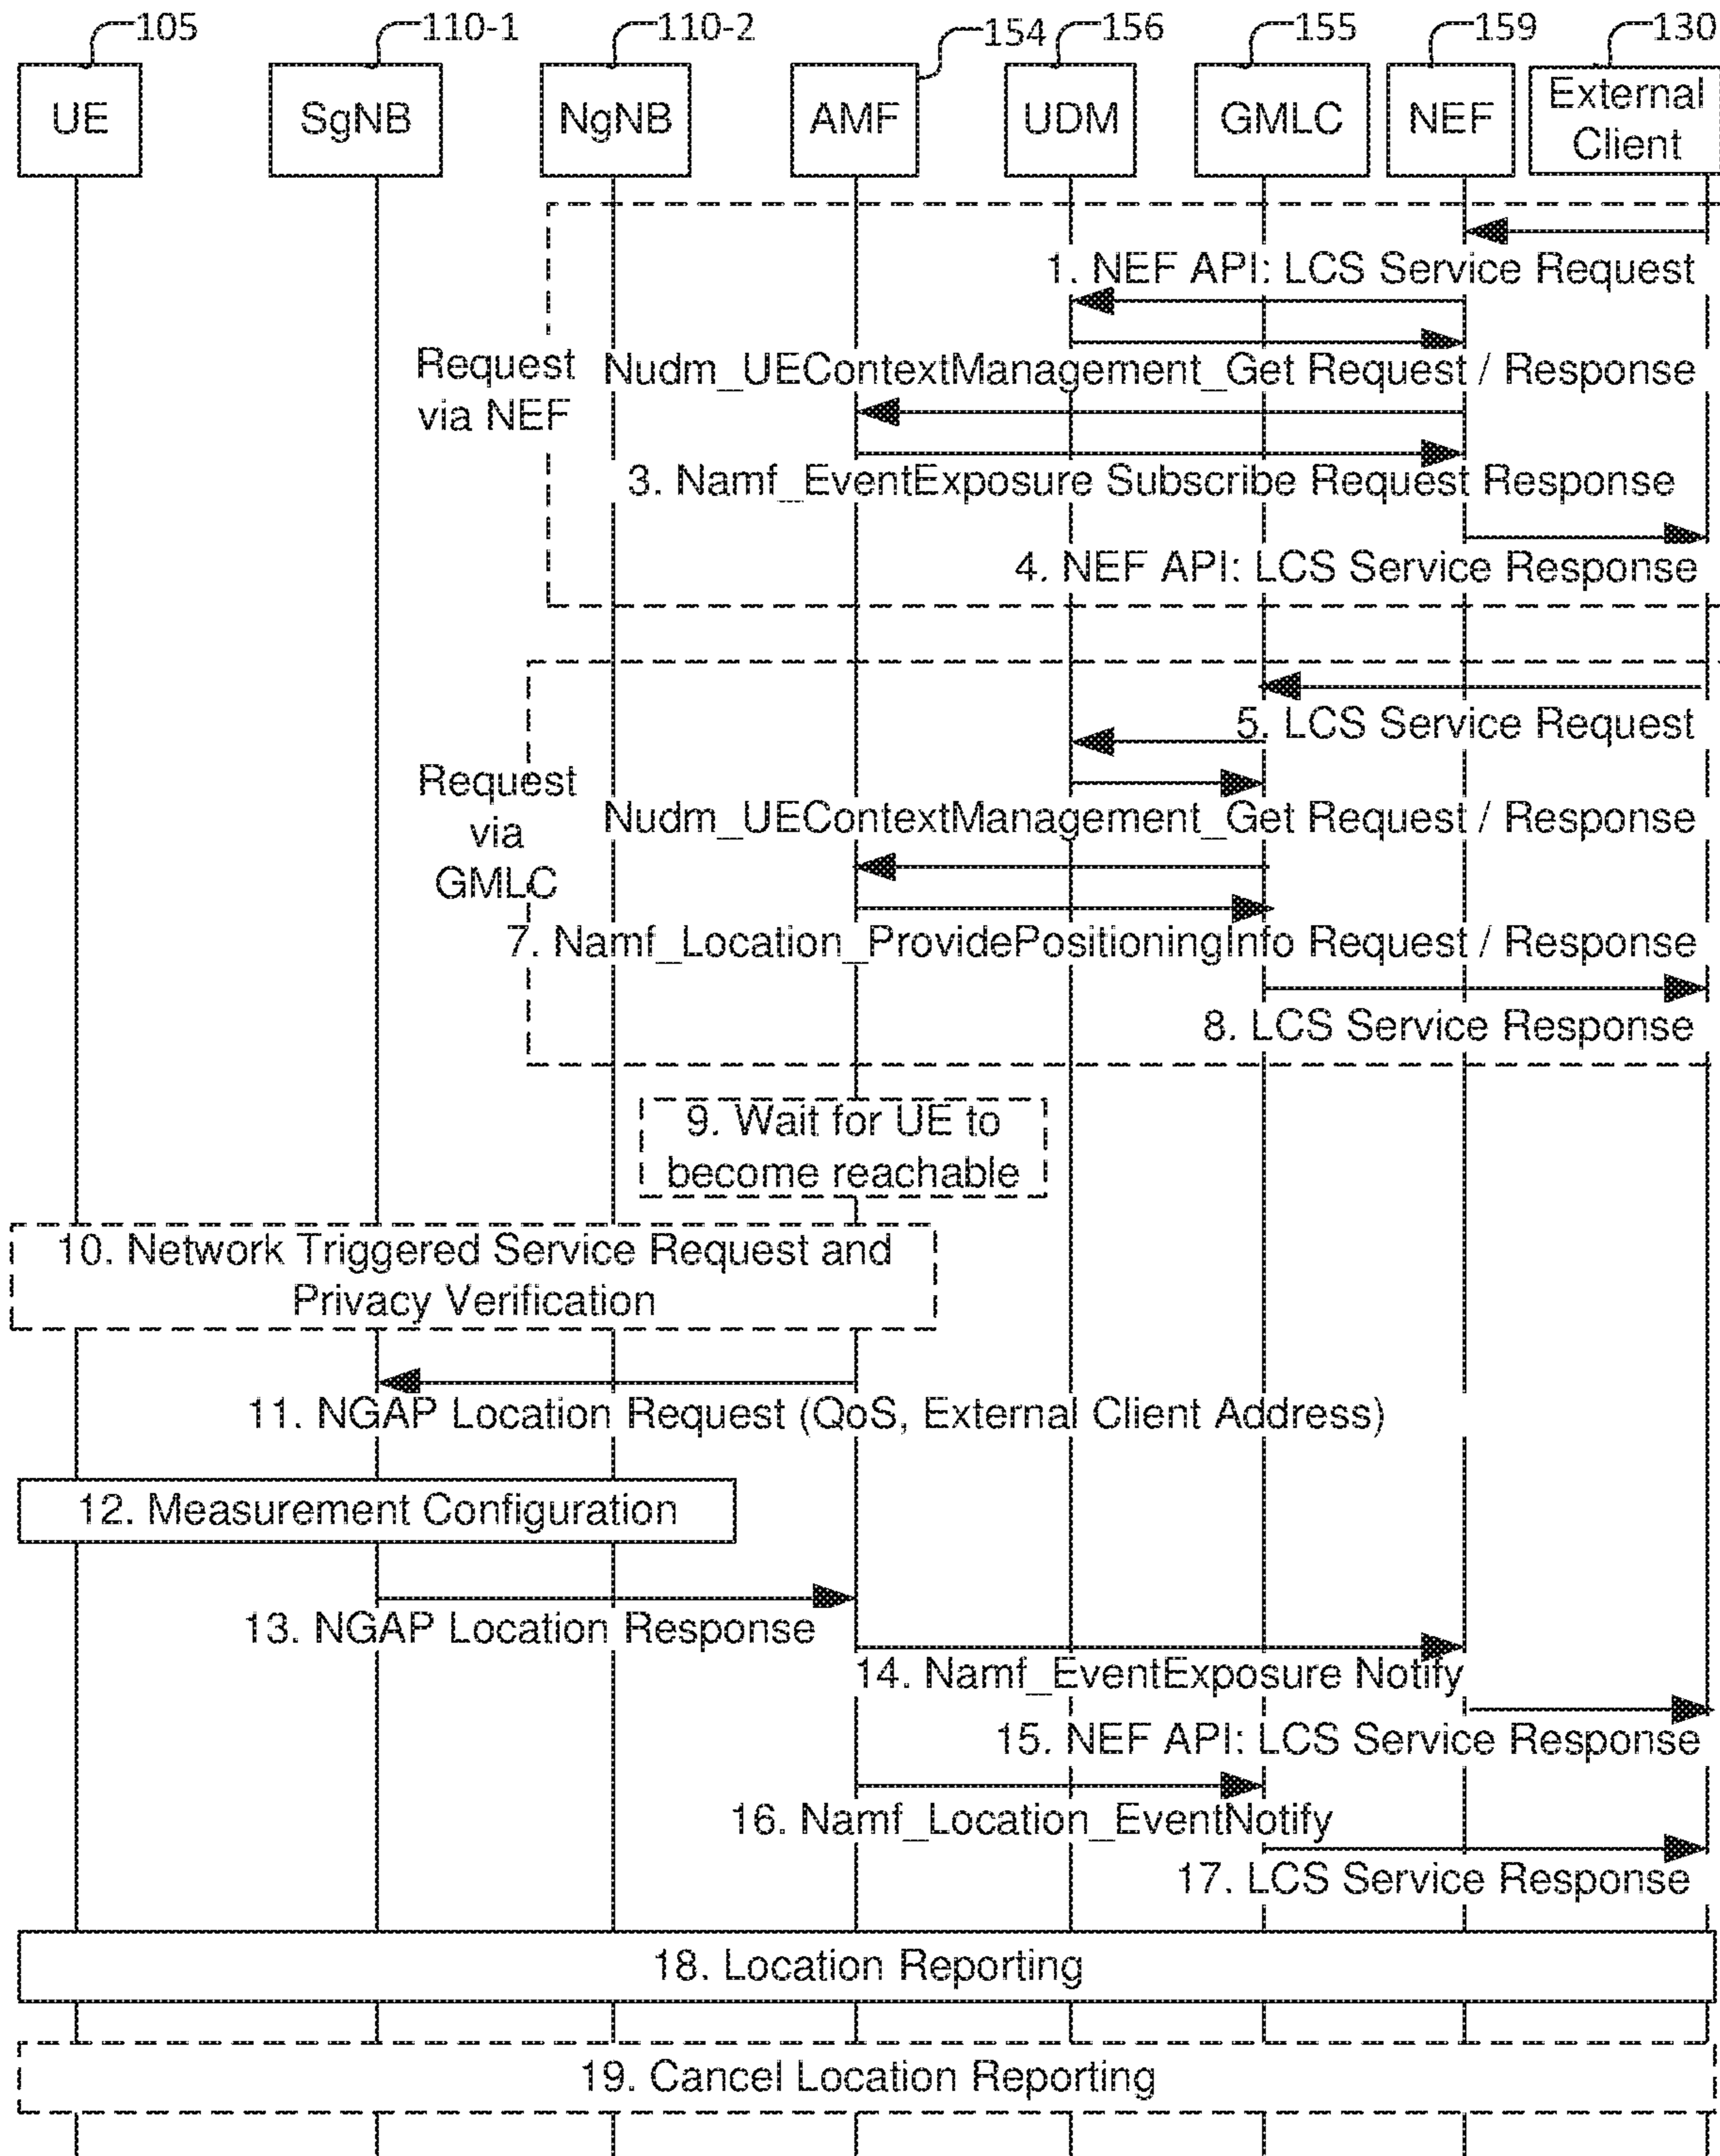 105
110-1
110-2
154
156
155
159
130
UE
SgNB
NgNB
AMF
UDM
GMLC
NEF
External
Client
1. NEF API: LCS Service Request
Request
via NEF
Nudm_UEContextManagement_Get Request / Response
3. Namf_EventExposure Subscribe Request Response
4. NEF API: LCS Service Response
5. LCS Service Request
Request
via
GMLC
Nudm_UEContextManagement_Get Request / Response
7. Namf_Location_ProvidePositioningInfo Request / Response
8. LCS Service Response
9. Wait for UE to
become reachable
10. Network Triggered Service Request and
Privacy Verification
11. NGAP Location Request (QoS, External Client Address)
12. Measurement Configuration
13. NGAP Location Response
14. Namf_EventExposure Notify
15. NEF API: LCS Service Response
16. Namf_Location_EventNotify
17. LCS Service Response
18. Location Reporting
19. Cancel Location Reporting